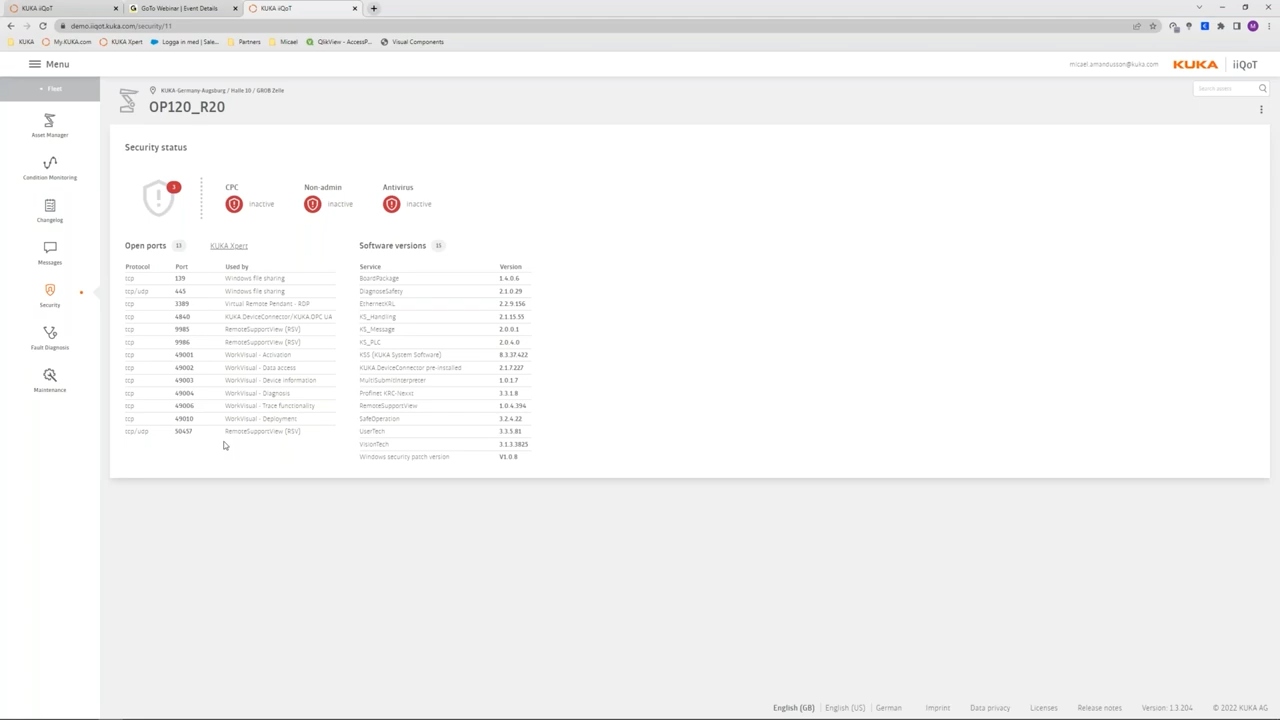 KUKA iiQoT
GoTo Webinar | Event Details
KUKA iiQoT
demo.iiqot.kuka.com/security/11
KUKA
My.KUKA.com
KUKA Xpert
Logga in med | Sale...
Partners
Micael
QlikView - AccessP...
Visual Components
Menu
micael.amandusson@kuka.com
KUKA
iiQoT
Fleet
KUKA-Germany-Augsburg / Halle 10 / GROB Zelle
OP120_R20
Search assets
Asset Manager
Condition Monitoring
Changelog
Messages
Security
Fault Diagnosis
Maintenance
Security status
3
CPC
Non-admin
Antivirus
inactive
inactive
inactive
Open ports 13 KUKA Xpert
Protocol Port Used by
tcp 139 Windows file sharing
tcp/udp 445 Windows file sharing
tcp 3389 Virtual Remote Pendant - RDP
tcp 4840 KUKA.DeviceConnector/KUKA.OPC UA
tcp 9985 RemoteSupportView (RSV)
tcp 9986 RemoteSupportView (RSV)
tcp 49001 WorkVisual - Activation
tcp 49002 WorkVisual - Data access
tcp 49003 WorkVisual - Device information
tcp 49004 WorkVisual - Diagnosis
tcp 49006 WorkVisual - Trace functionality
tcp 49010 WorkVisual - Deployment
tcp/udp 50457 RemoteSupportView (RSV)
Software versions 15
Service Version
BoardPackage 1.4.0.6
DiagnoseSafety 2.1.0.29
EthernetKRL 2.2.9.156
KS_Handling 2.1.15.55
KS_Message 2.0.0.1
KS_PLC 2.0.4.0
KSS (KUKA System Software) 8.3.37.422
KUKA.DeviceConnector pre-installed 2.1.7.227
MultiSubmitInterpreter 1.0.1.7
Profinet KRC-Nexxt 3.3.1.8
RemoteSupportView 1.0.4.394
SafeOperation 3.2.4.22
UserTech 3.3.5.81
VisionTech 3.1.3.3825
Windows security patch version V1.0.8
English (GB)
English (US)
German
Imprint
Data privacy
Licenses
Release notes
Version: 1.3.204
© 2022 KUKA AG